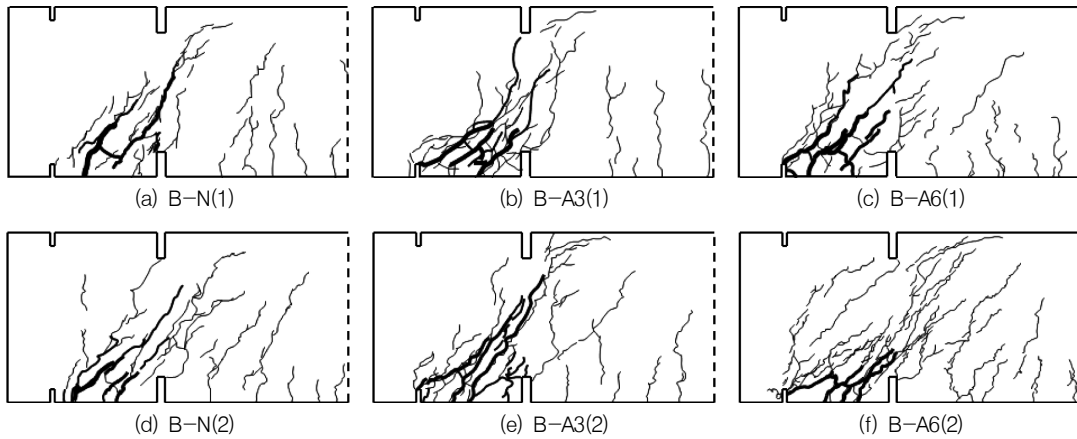 (a) B-N(1)
(b) B-A3(1)
(c) B-A6(1)
(d) B-N(2)
(e) B-A3(2)
(f) B-A6(2)